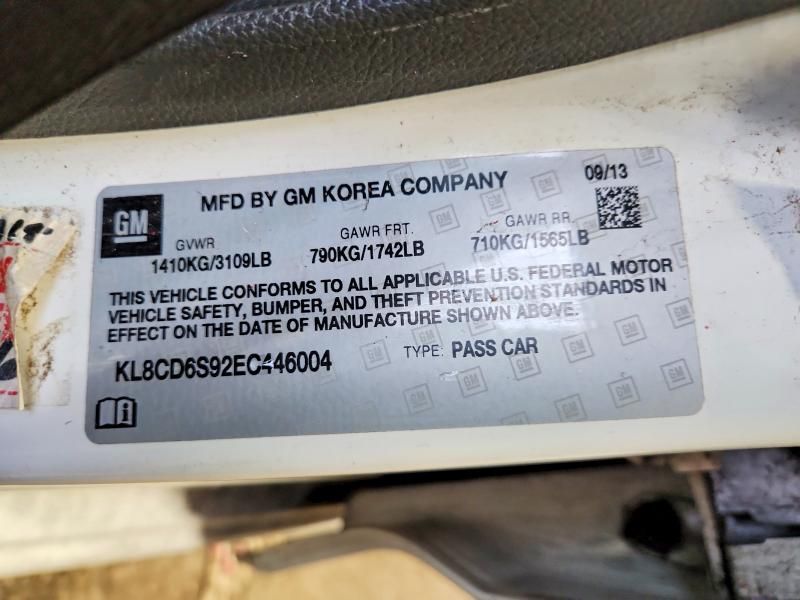 GM
MFD BY GM KOREA COMPANY
09/13
GVWR
GAWR FRT.
GAWR RR.
1410KG/3109LB
790KG/1742LB
710KG/1565LB
THIS VEHICLE CONFORMS TO ALL APPLICABLE U.S. FEDERAL MOTOR
VEHICLE SAFETY, BUMPER, AND THEFT PREVENTION STANDARDS IN
EFFECT ON THE DATE OF MANUFACTURE SHOWN ABOVE.
KL8CD6S92EC446004
TYPE: PASS CAR